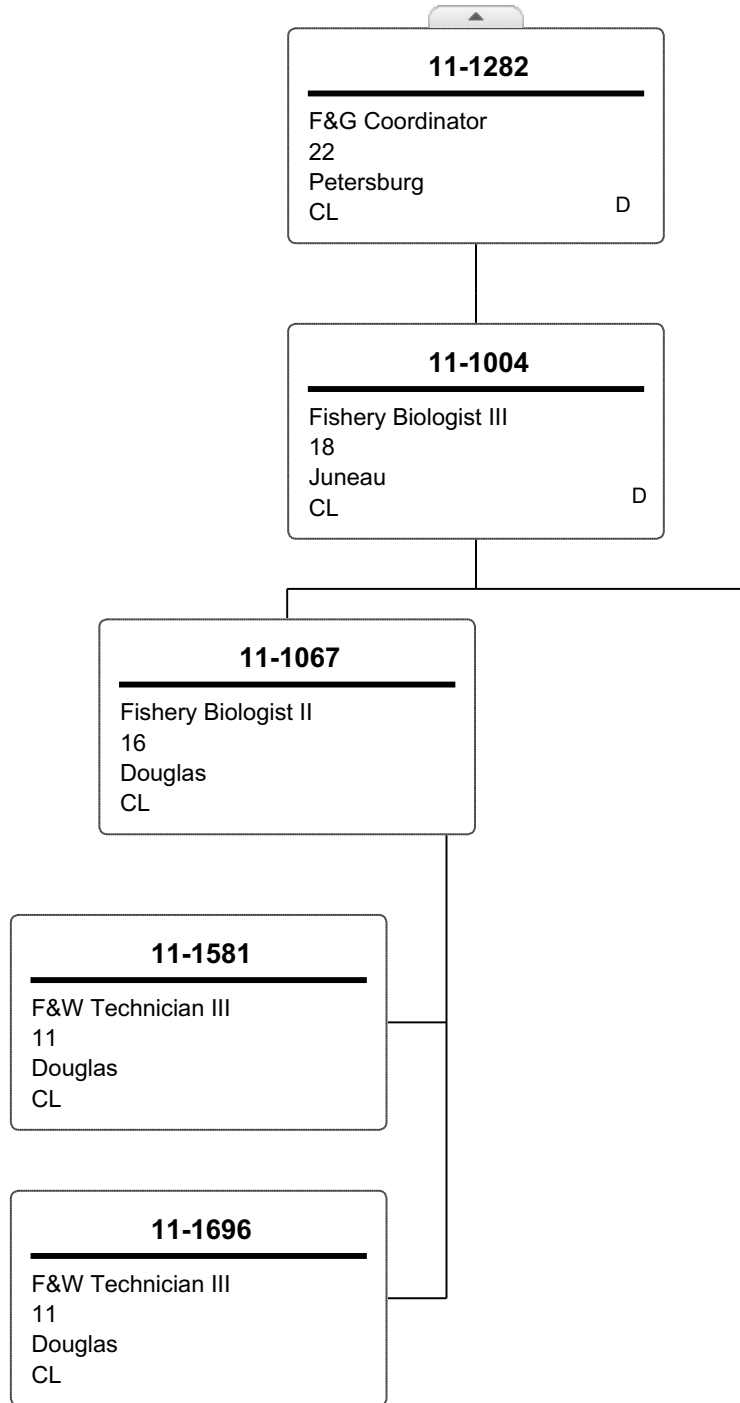 11-1282
F&G Coordinator
22
Petersburg
CL
D
11-1004
Fishery Biologist III
18
Juneau
CL
D
11-1067
Fishery Biologist II
16
Douglas
CL
11-1581
F&W Technician III
11
Douglas
CL
11-1696
F&W Technician III
11
Douglas
CL